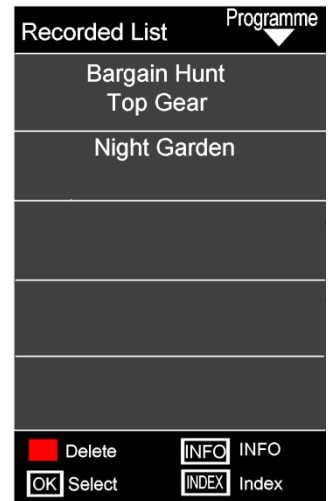 Recorded List Programme
Bargain Hunt
Top Gear
Night Garden
Delete INFO INFO
OK Select INDEX Index